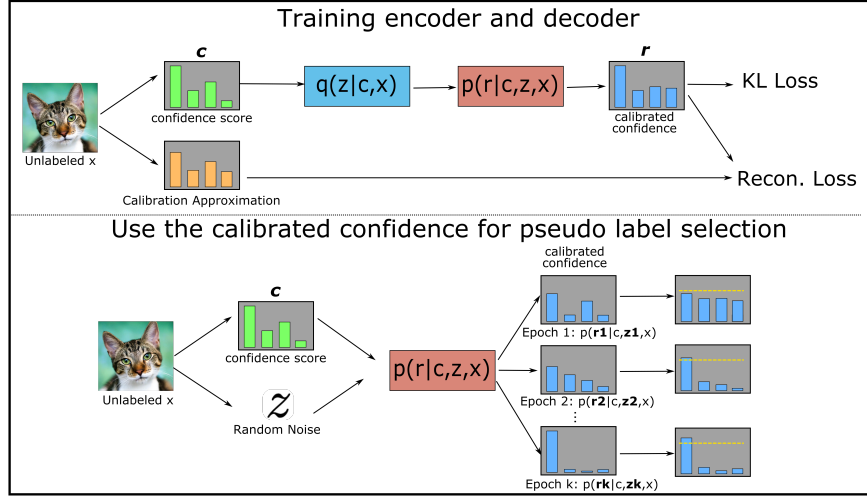 Training encoder and decoder
c
confidence score
q(z|c,x)
p(r|c,z,x)
r
calibrated
confidence
KL Loss
Unlabeled x
Calibration Approximation
Recon. Loss
Use the calibrated confidence for pseudo label selection
calibrated
confidence
c
confidence score
Epoch 1: p(r1|c,z1,x)
p(r|c,z,x)
Unlabeled x
z
Random Noise
Epoch 2: p(r2|c,z2,x)
⋮
Epoch k: p(rk|c,zk,x)